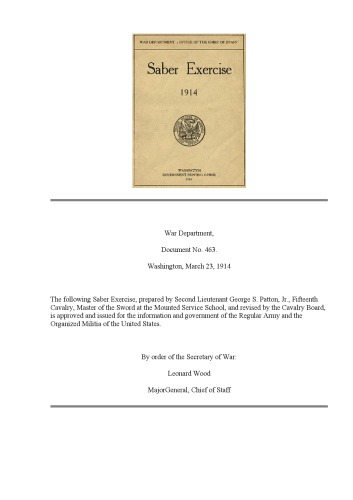 WAR DEPARTMENT : OFFICE OF THE CHIEF OF STAFF
Saber Exercise
1914
WASHINGTON
GOVERNMENT PRINTING OFFICE
War Department,
Document No. 463.
Washington, March 23, 1914
The following Saber Exercise, prepared by Second Lieutenant George S. Patton, Jr., Fifteenth
Cavalry, Master of the Sword at the Mounted Service School, and revised by the Cavalry Board,
is approved and issued for the information and government of the Regular Army and the
Organized Militia of the United States.
By order of the Secretary of War:
Leonard Wood
MajorGeneral, Chief of Staff